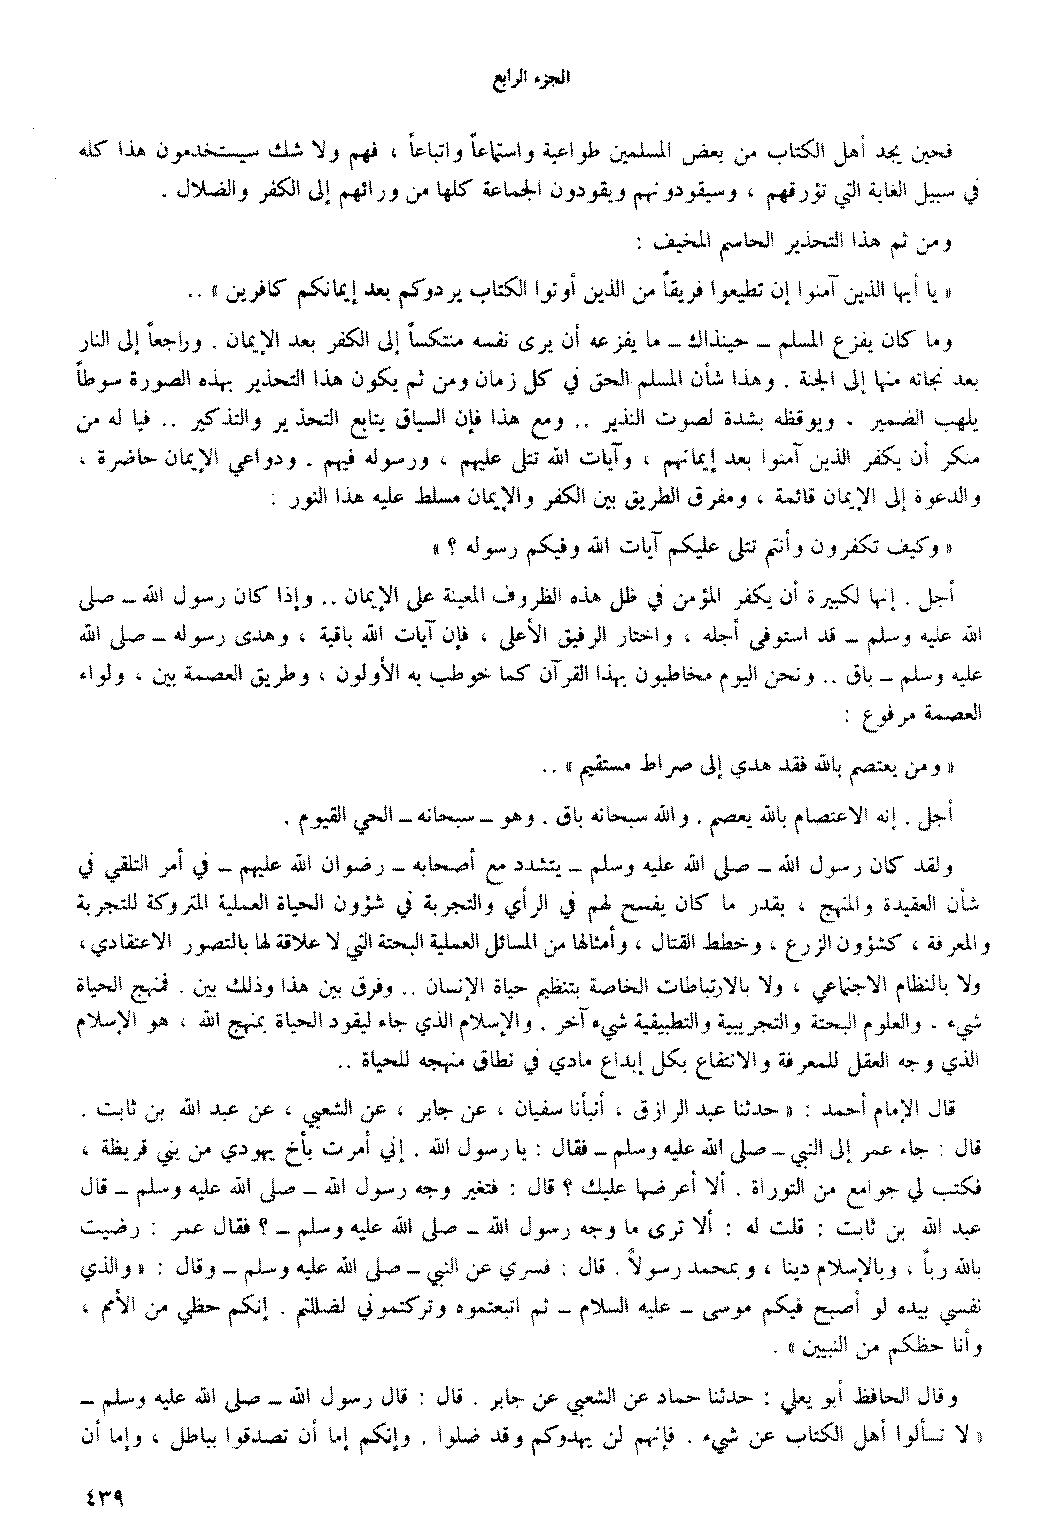 الجزء الرابع
فحين يجد أهل الكتاب من بعض المسلمين طواعية واستماعاً واتباعاً ، فهم ولا شك سيستخدمون هذا كله
في سبيل الغاية التي تؤرقهم ، وسيقودونهم ويقودون الجماعة كلها من ورائهم إلى الكفر والضلال .
ومن ثم هذا التحذير الحاسم المخيف :
« يا أيها الذين آمنوا إن تطيعوا فريقاً من الذين أوتوا الكتاب يردوكم بعد إيمانكم كافرين » ..
وما كان يفزع المسلم – حينذاك – ما يفزعه أن يرى نفسه منتكساً إلى الكفر بعد الإيمان . وراجعاً إلى النار
بعد نجاته منها إلى الجنة . وهذا شأن المسلم الحق في كل زمان ومن ثم يكون هذا التحذير بهذه الصورة سوطاً
يلهب الضمير ، ويوقظه بشدة لصوت النذير .. ومع هذا فإن السياق يتابع التحذير والتذكير .. فيا له من
منكر أن يكفر الذين آمنوا بعد إيمانهم ، وآيات الله تتلى عليهم ، ورسوله فيهم . ودواعي الإيمان حاضرة ،
والدعوة إلى الإيمان قائمة ، ومفرق الطريق بين الكفر والإيمان مسلط عليه هذا النور :
« وكيف تكفرون وأنتم تتلى عليكم آيات الله وفيكم رسوله ؟ »
أجل . إنها لكبيرة أن يكفر المؤمن في ظل هذه الظروف المعينة على الإيمان .. وإذا كان رسول الله – صلى
الله عليه وسلم – قد استوفى أجله ، واختار الرفيق الأعلى ، فإن آيات الله باقية ، وهدى رسوله – صلى الله
عليه وسلم – باق .. ونحن اليوم مخاطبون بهذا القرآن كما خوطب به الأولون ، وطريق العصمة بين ، ولواء
العصمة مرفوع :
« ومن يعتصم بالله فقد هدي إلى صراط مستقيم » ..
أجل . إنه الاعتصام بالله يعصم . والله سبحانه باق . وهو – سبحانه – الحي القيوم .
ولقد كان رسول الله – صلى الله عليه وسلم – يتشدد مع أصحابه – رضوان الله عليهم – في أمر التلقي في
شأن العقيدة والمنهج ، بقدر ما كان يفسح لهم في الرأي والتجربة في شؤون الحياة العملية المتروكة للتجربة
والمعرفة ، كشؤون الزرع ، وخطط القتال ، وأمثالها من المسائل العملية البحتة التي لا علاقة لها بالتصور الاعتقادي ،
ولا بالنظام الاجتماعي ، ولا بالارتباطات الخاصة بتنظيم حياة الإنسان .. وفرق بين هذا وذلك بين . فمنهج الحياة
شيء . والعلوم البحتة والتجريبية والتطبيقية شيء آخر . والإسلام الذي جاء ليقود الحياة بمنهج الله ، هو الإسلام
الذي وجه العقل للمعرفة والانتفاع بكل إبداع مادي في نطاق منهجه للحياة ..
قال الإمام أحمد : « حدثنا عبد الرازق ، أنبأنا سفيان ، عن جابر ، عن الشعبي ، عن عبد الله بن ثابت .
قال : جاء عمر إلى النبي – صلى الله عليه وسلم – فقال : يا رسول الله . إني أمرت بأخ يهودي من بني قريظة ،
فكتب لي جوامع من التوراة . ألا أعرضها عليك ؟ قال : فتغير وجه رسول الله – صلى الله عليه وسلم – قال
عبد الله بن ثابت : قلت له : ألا ترى ما وجه رسول الله – صلى الله عليه وسلم – ؟ فقال عمر : رضيت
بالله رباً ، وبالإسلام دينا ، وبمحمد رسولاً . قال : فسري عن النبي – صلى الله عليه وسلم – وقال : « والذي
نفسي بيده لو أصبح فيكم موسى – عليه السلام – ثم اتبعتموه وتركتموني لضللتم . إنكم حظي من الأمم ،
وأنا حظكم من النبيين » .
وقال الحافظ أبو يعلي : حدثنا حماد عن الشعبي عن جابر . قال : قال رسول الله – صلى الله عليه وسلم –
« لا تسألوا أهل الكتاب عن شيء . فإنهم لن يهدوكم وقد ضلوا . وإنكم إما أن تصدقوا بباطل ، وإما أن
٤٣٩